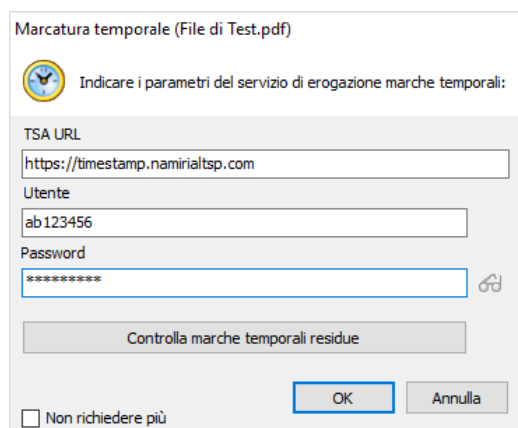 Marcatura temporale (File di Test.pdf)
Indicare i parametri del servizio di erogazione marche temporali:
TSA URL
https://timestamp.namirialtsp.com
Utente
ab123456
Password
*********
Controlla marche temporali residue
OK Annulla
Non richiedere più